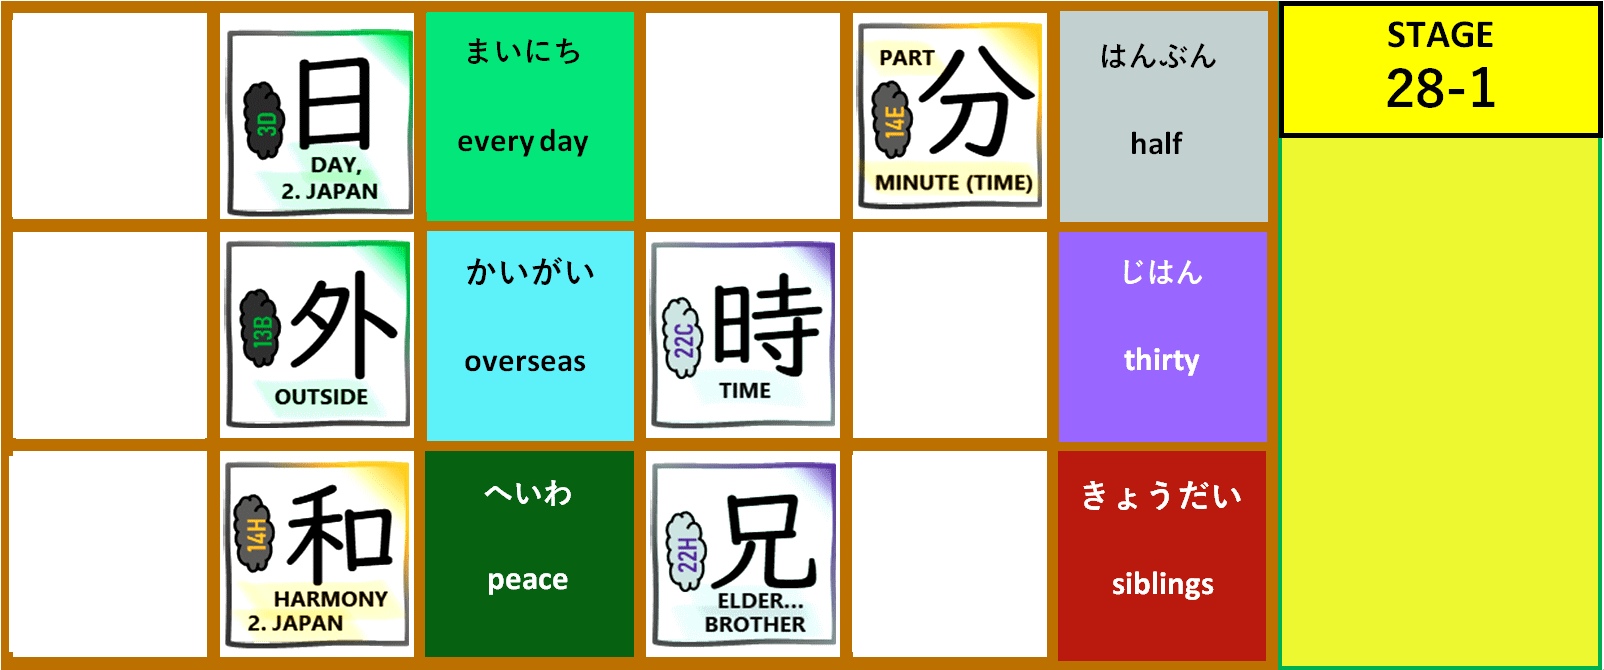 3D
日
DAY,
2. JAPAN
まいにち
every day
PART
14E
分
MINUTE (TIME)
はんぶん
half
STAGE
28-1
13B
外
OUTSIDE
かいがい
overseas
22C
時
TIME
じはん
thirty
14H
和
HARMONY
2. JAPAN
へいわ
peace
22H
兄
ELDER...
BROTHER
きょうだい
siblings